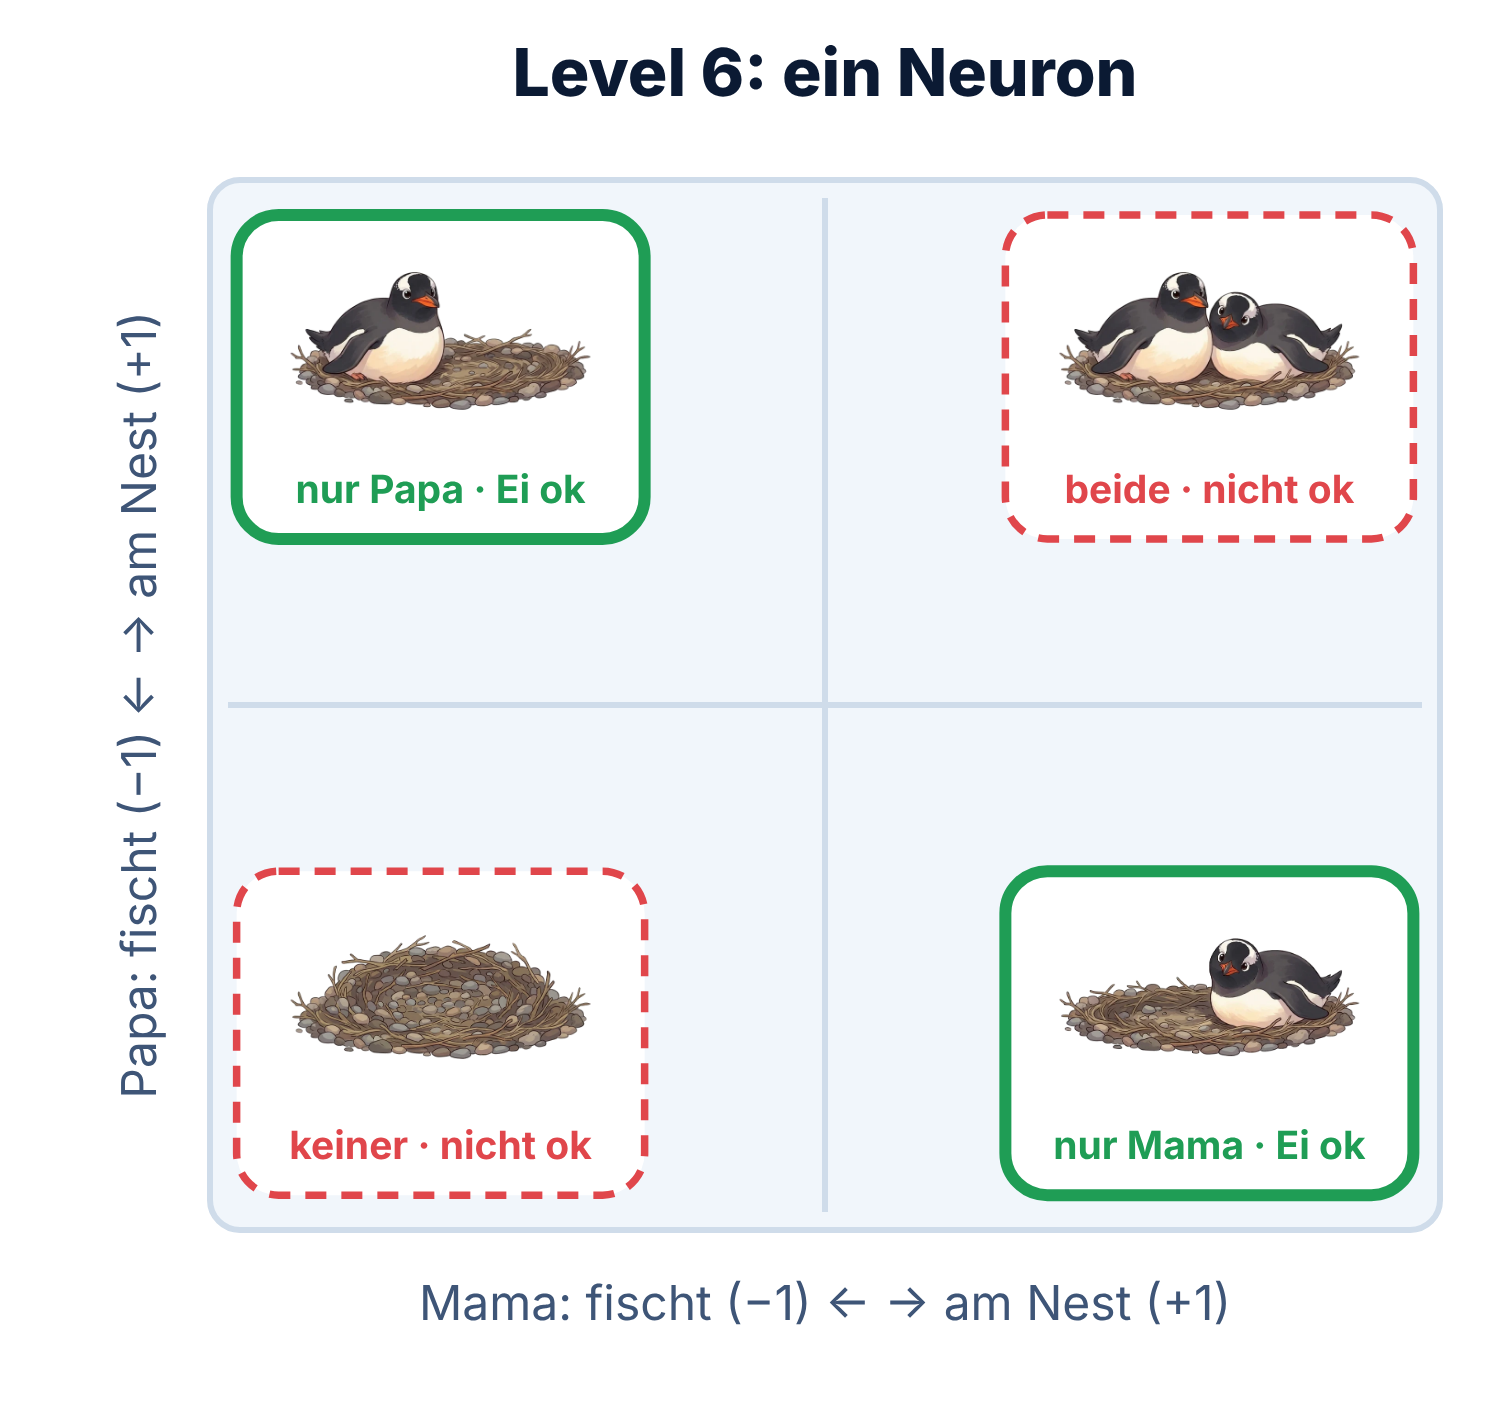 Level 6: ein Neuron
Papa: fischt (−1) ← → am Nest (+1)
nur Papa · Ei ok
beide · nicht ok
keiner · nicht ok
nur Mama · Ei ok
Mama: fischt (−1) ← → am Nest (+1)